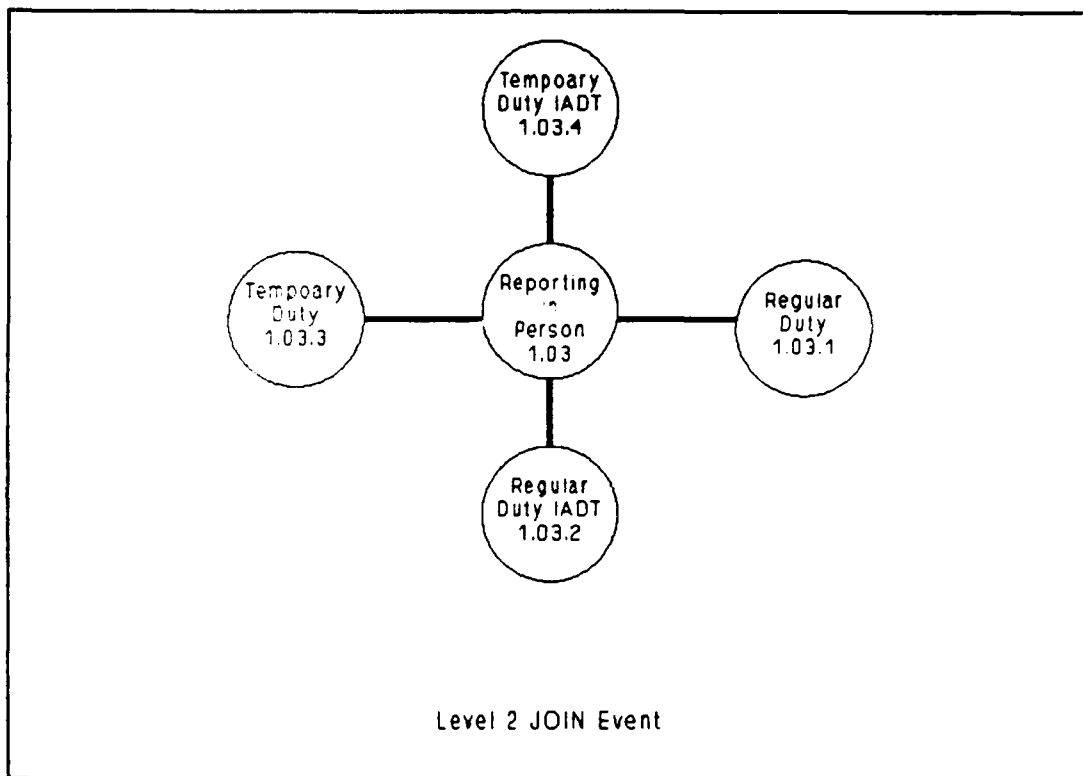 Tempoary
Duty IADT
1.03.4
Tempoary
Duty
1.03.3
Reporting
in
Person
1.03
Regular
Duty
1.03.1
Regular
Duty IADT
1.03.2
Level 2 JOIN Event